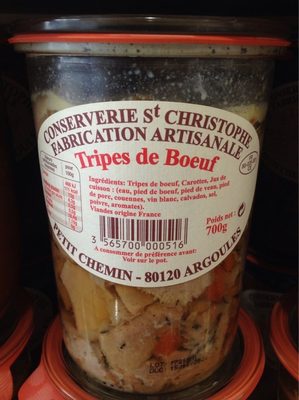 CONSERVERIE St CHRISTOPHE
FABRICATION ARTISANALE
Tripes de Boeuf
Ingrédients: Tripes de boeuf, Carottes, Jus de
cuisson : (eau, pied de boeuf, pied de veau, pied
de porc, couennes, vin blanc, calvados, sel,
poivre, aromates).
Viandes origine France
Poids net
700g
3 565700 000516
A consommer de préférence avant:
Voir sur le pot.
PETIT CHEMIN - 80120 ARGOULES